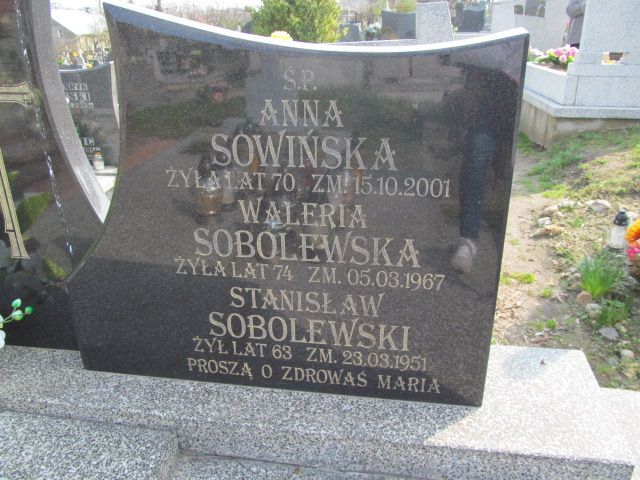 Ś.P.
ANNA
SOWIŃSKA
ŻYŁA LAT 70, ZM. 15.10.2001
WALERIA
SOBOLEWSKA
ŻYŁA LAT 74 ZM. 05.03.1967
STANISŁAW
SOBOLEWSKI
ŻYŁ LAT 63 ZM. 23.03.1951
PROSZĄ O ZDROWAŚ MARIA